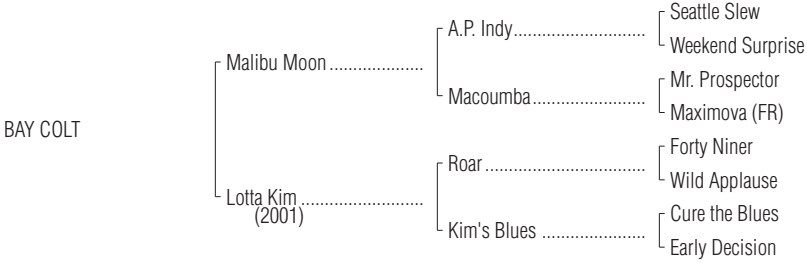 Seattle Slew
A.P. Indy..............................
Weekend Surprise
Malibu Moon .....................
Mr. Prospector
Macoumba..........................
Maximova (FR)
BAY COLT
Forty Niner
Roar .....................................
Wild Applause
Lotta Kim ............................
(2001)
Cure the Blues
Kim's Blues ........................
Early Decision